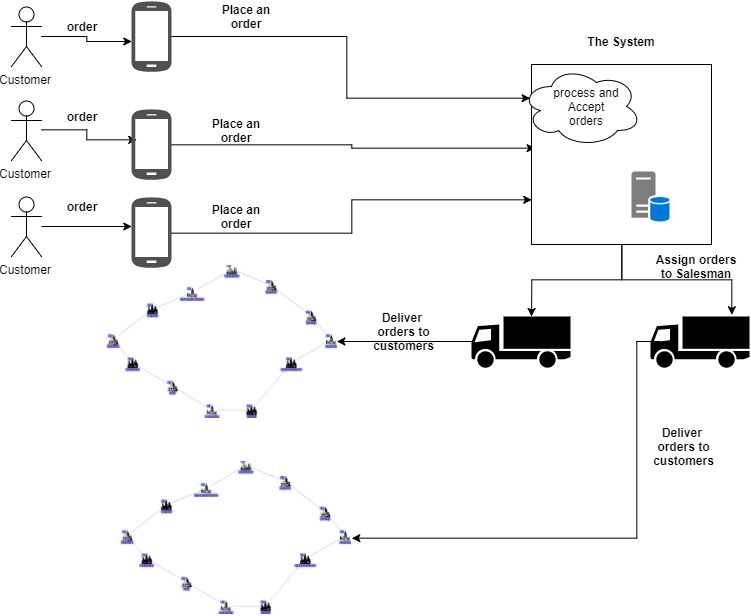 order
Place an
order
Customer
The System
process and
Accept
orders
order
Place an
order
Customer
order
Place an
order
Customer
Assign orders
to Salesman
Deliver
orders to
customers
Deliver
orders to
customers